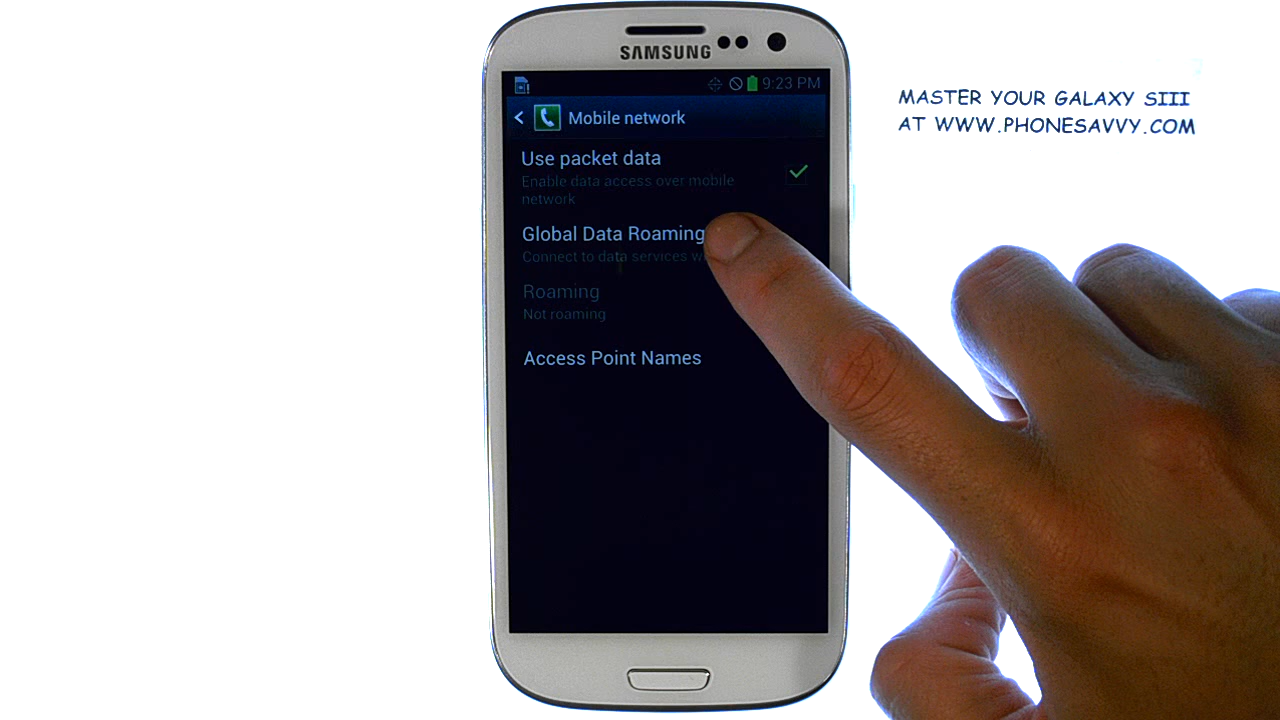 SAMSUNG
9:23 PM
MASTER YOUR GALAXY SIII
AT WWW.PHONESAVVY.COM
Mobile network
Use packet data
Enable data access over mobile
network
Global Data Roaming
Connect to data services
Roaming
Not roaming
Access Point Names